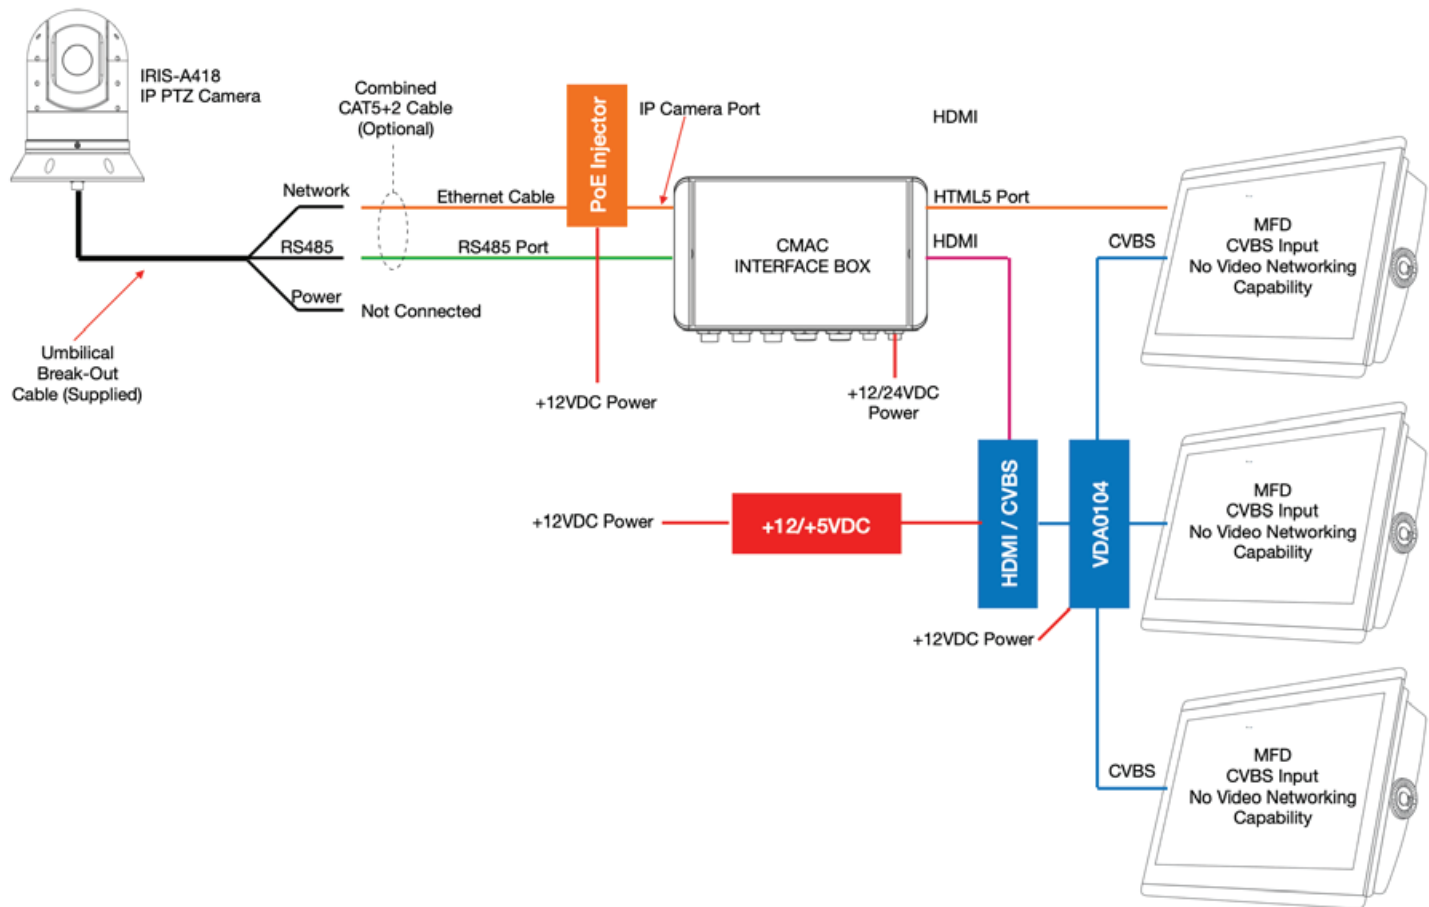 IRIS-A418
IP PTZ Camera
Combined
CAT5+2 Cable
(Optional)
PoE Injector
IP Camera Port
HDMI
Network
Ethernet Cable
HTML5 Port
RS485
RS485 Port
CMAC
INTERFACE BOX
HDMI
CVBS
MFD
CVBS Input
No Video Networking
Capability
Power
Not Connected
Umbilical
Break-Out
Cable (Supplied)
+12VDC Power
+12/24VDC
Power
+12VDC Power
+12/+5VDC
HDMI / CVBS
VDA0104
MFD
CVBS Input
No Video Networking
Capability
+12VDC Power
CVBS
MFD
CVBS Input
No Video Networking
Capability